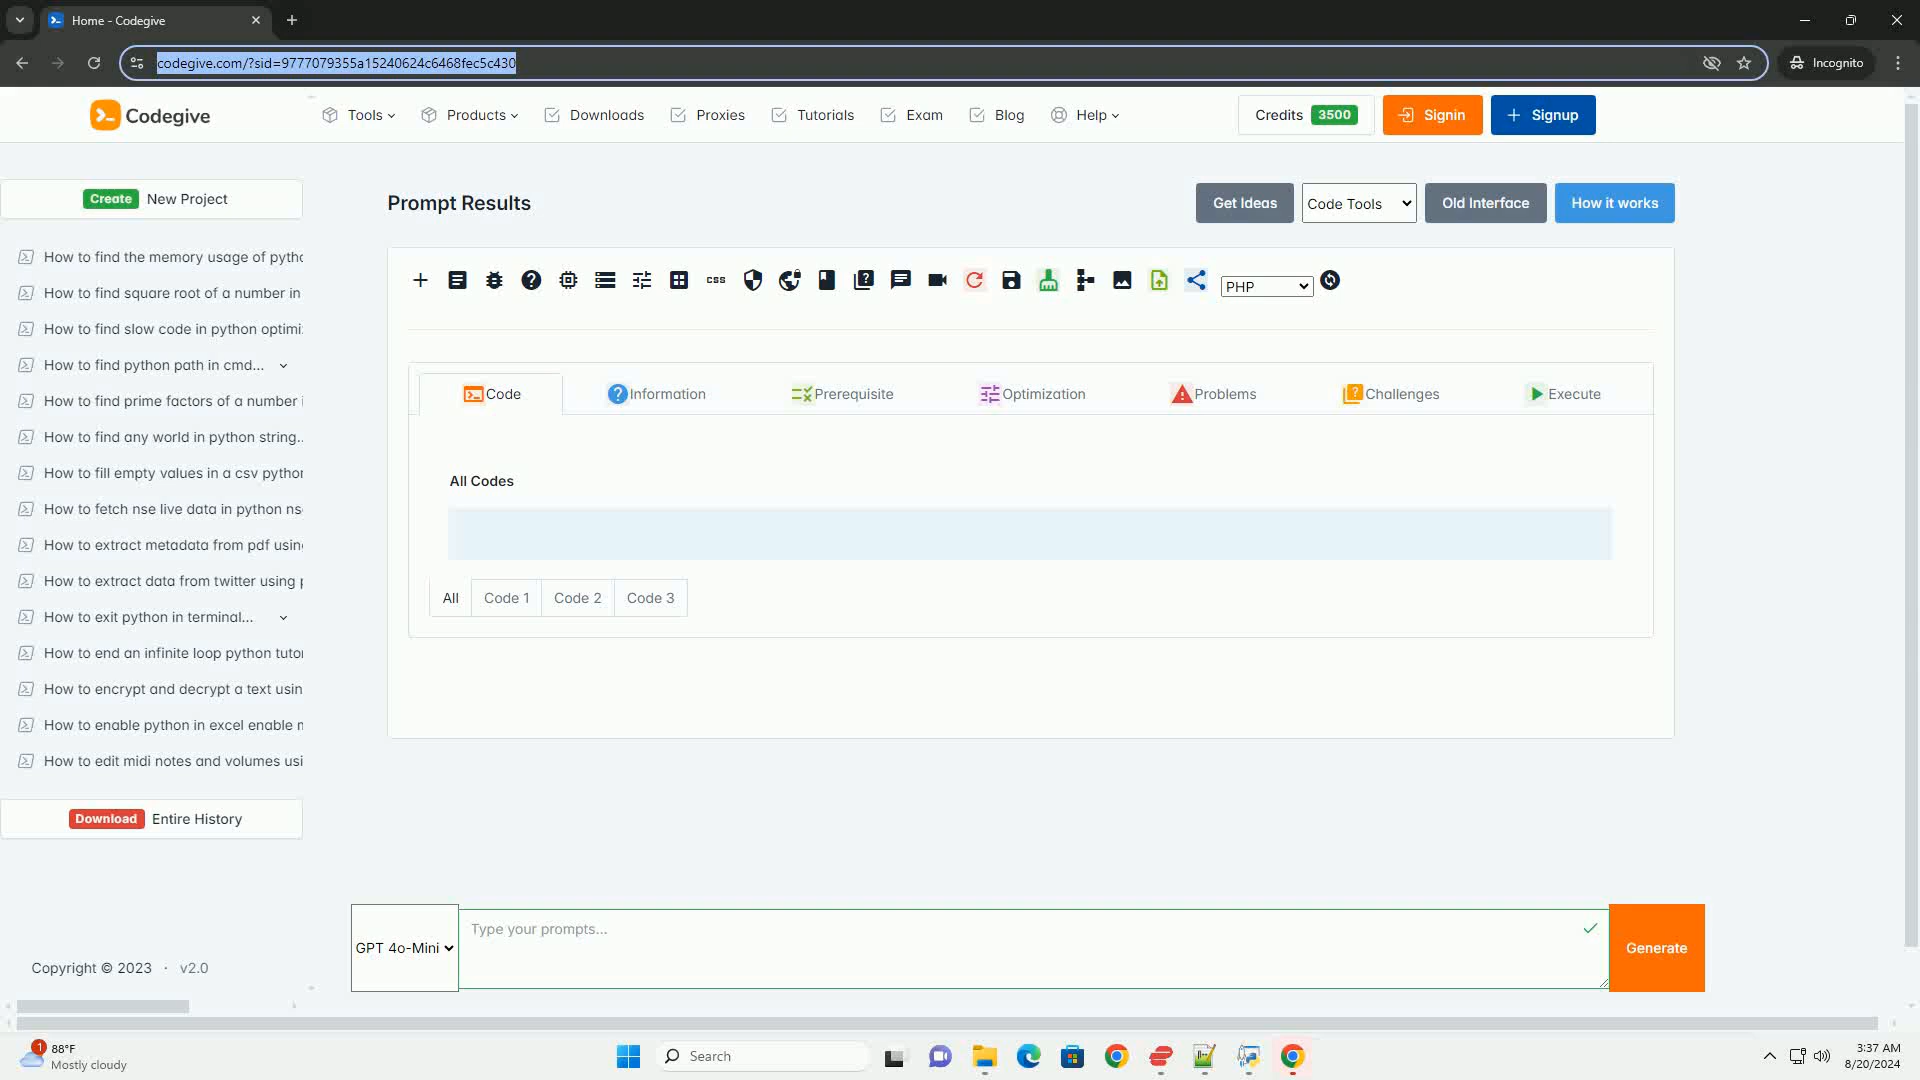 Home - Codegive
codegive.com/?sid=9777079355a15240624c6468fec5c430
Incognito
Codegive
Tools
Products
Downloads
Proxies
Tutorials
Exam
Blog
Help
Credits 3500
Signin
Signup
Create New Project
How to find the memory usage of pytho
How to find square root of a number in
How to find slow code in python optimi
How to find python path in cmd...
How to find prime factors of a number i
How to find any world in python string..
How to fill empty values in a csv pythor
How to fetch nse live data in python ns
How to extract metadata from pdf usin
How to extract data from twitter using p
How to exit python in terminal...
How to end an infinite loop python tuto
How to encrypt and decrypt a text usin
How to enable python in excel enable n
How to edit midi notes and volumes usi
Download Entire History
Copyright © 2023 · v2.0
Prompt Results
Get Ideas
Code Tools
Old Interface
How it works
CSS
PHP
Code
Information
Prerequisite
Optimization
Problems
Challenges
Execute
All Codes
All
Code 1
Code 2
Code 3
GPT 4o-Mini
Type your prompts...
Generate
1
88°F
Mostly cloudy
Search
3:37 AM
8/20/2024